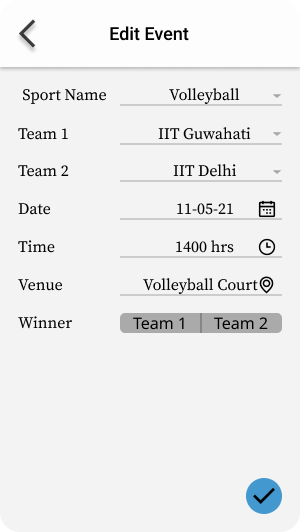 Edit Event
Sport Name Volleyball
Team 1 IIT Guwahati
Team 2 IIT Delhi
Date 11-05-21
Time 1400 hrs
Venue Volleyball Court
Winner Team 1 Team 2